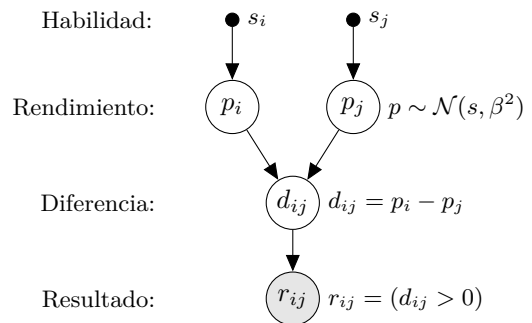 Habilidad: s_i s_j
Rendimiento: p_i p_j p ∼ 𝒩(s, β²)
Diferencia: d_ij d_ij = p_i − p_j
Resultado: r_ij r_ij = (d_ij > 0)